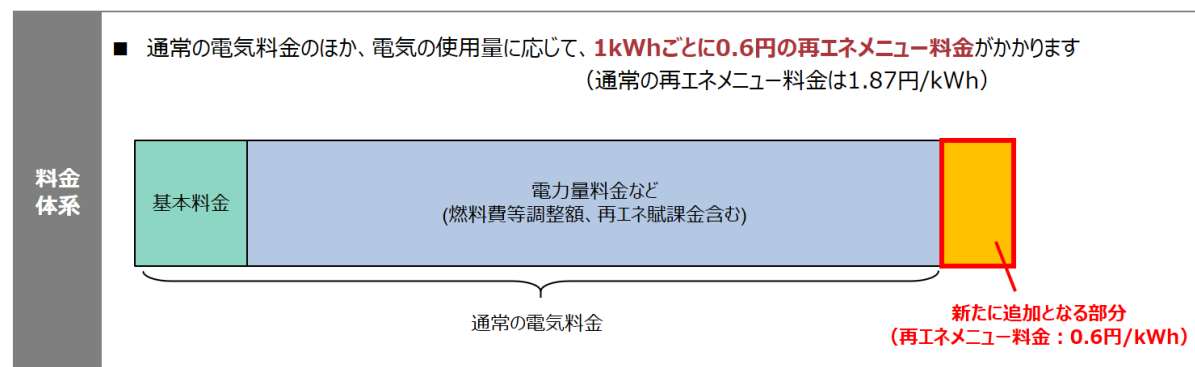 ■ 通常の電気料金のほか、電気の使用量に応じて、1kWhごとに0.6円の再エネメニュー料金がかかります
（通常の再エネメニュー料金は1.87円/kWh）
料金
体系
基本料金
電力量料金など
(燃料費等調整額、再エネ賦課金含む)
通常の電気料金
新たに追加となる部分
（再エネメニュー料金：0.6円/kWh）